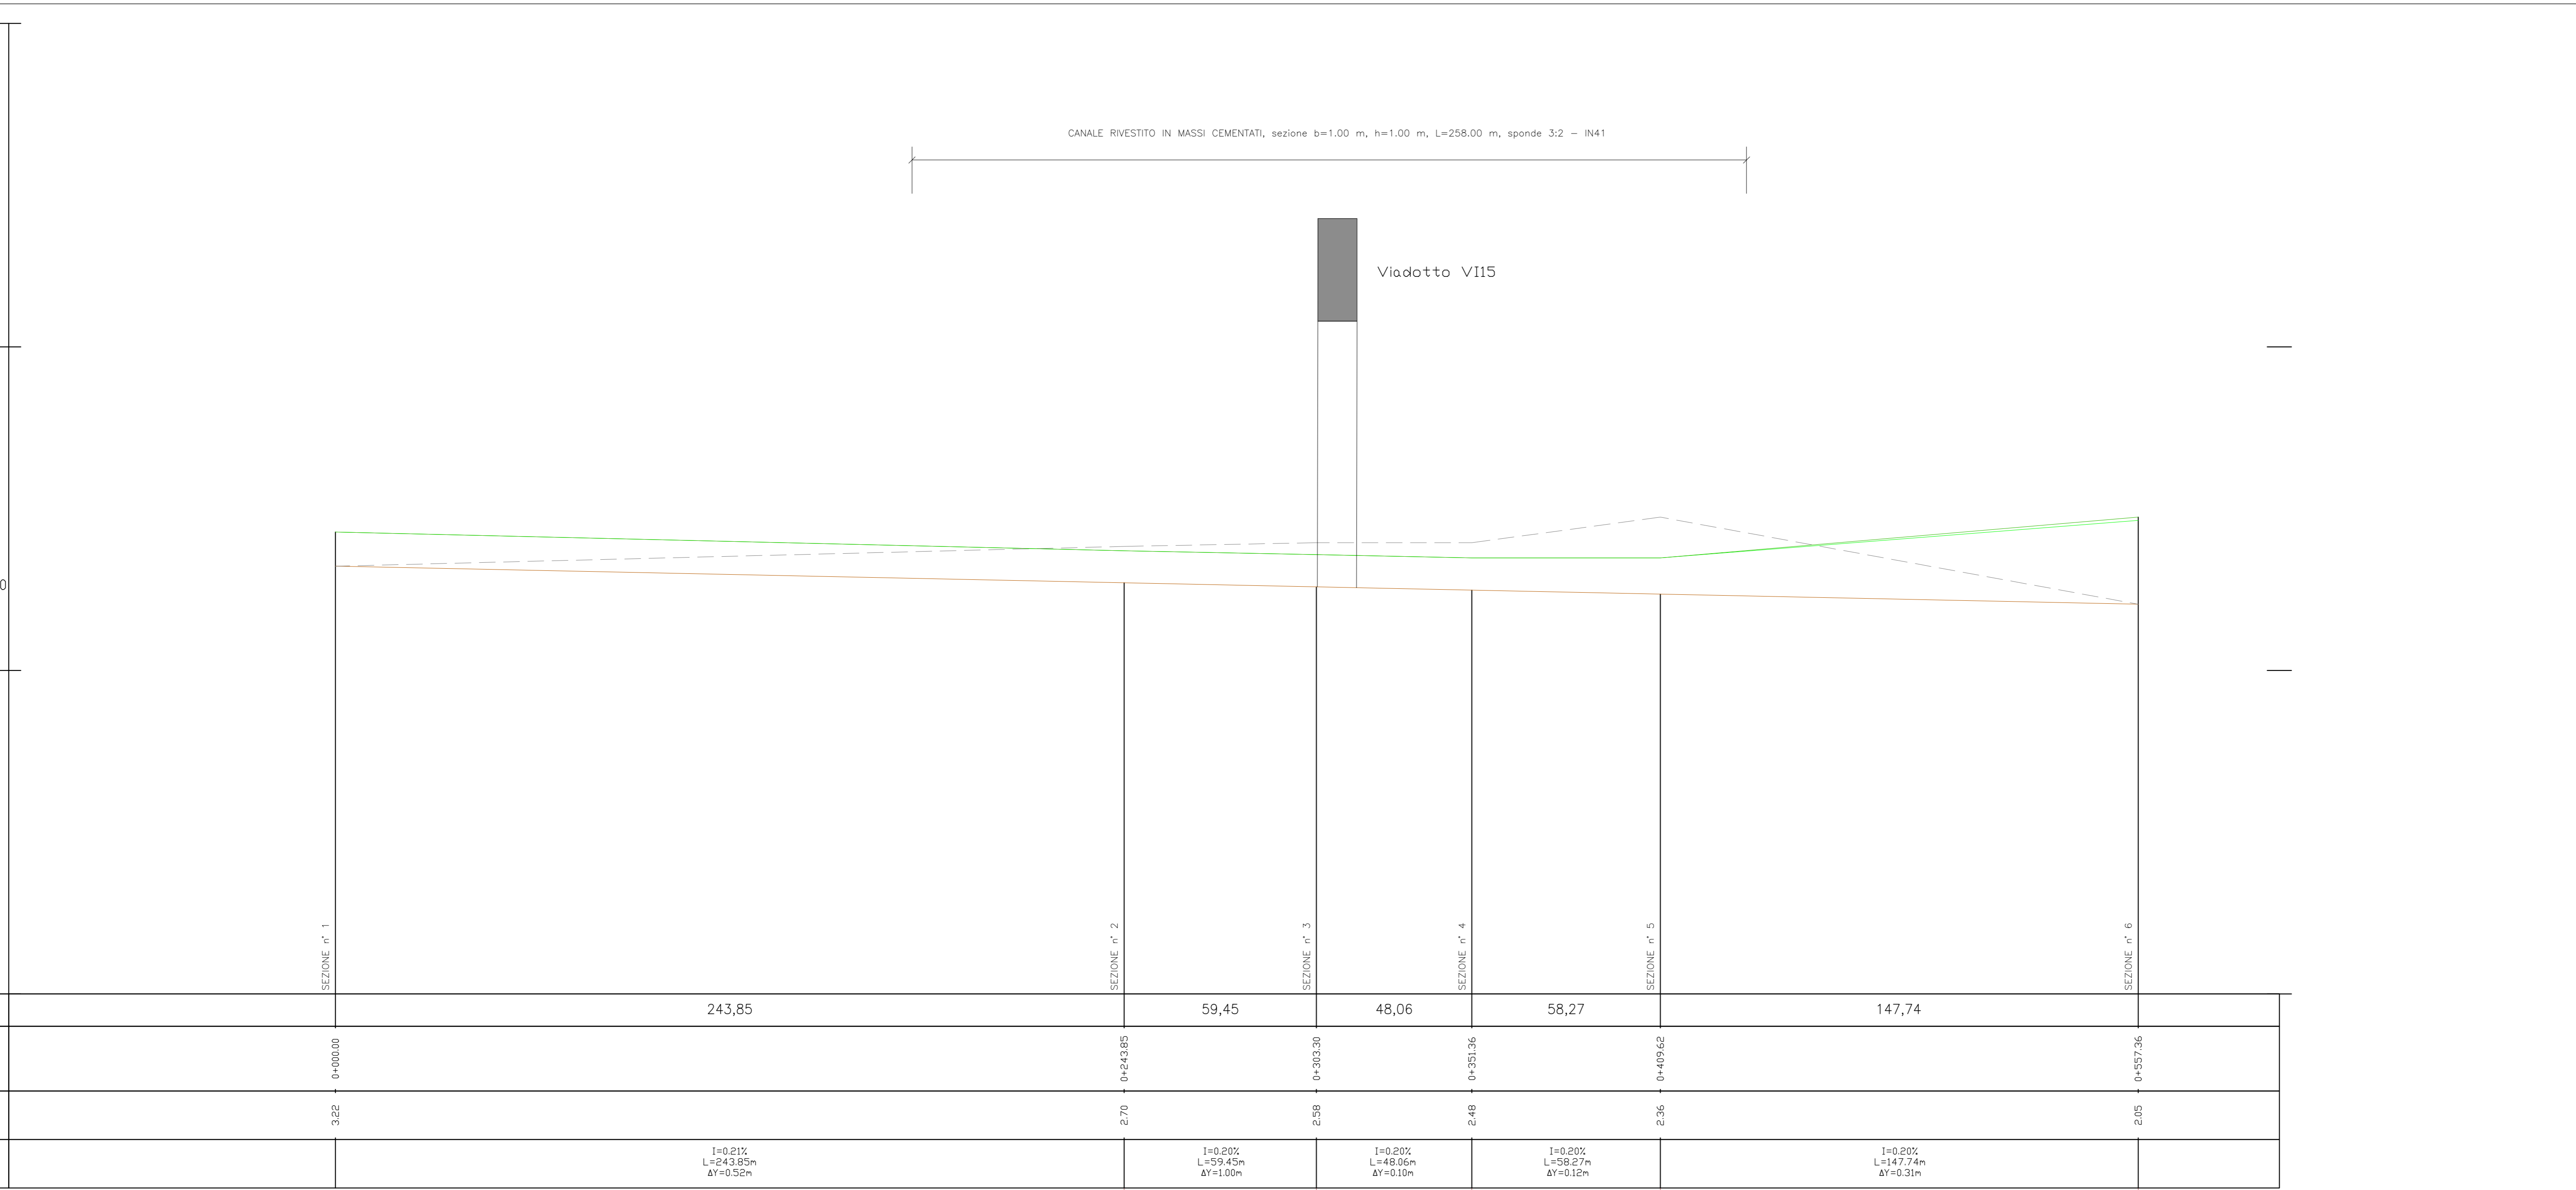 CANALE RIVESTITO IN MASSI CEMENTATI, sezione b=1.00 m, h=1.00 m, L=258.00 m, sponde 3:2 – IN41
Viadotto VI15
0
SEZIONE n° 1
SEZIONE n° 2
SEZIONE n° 3
SEZIONE n° 4
SEZIONE n° 5
SEZIONE n° 6
243,85
59,45
48,06
58,27
147,74
0+000.00
0+243.85
0+303.30
0+351.36
0+409.62
0+557.36
3.22
2.70
2.58
2.48
2.36
2.05
I=0.21%
L=243.85m
ΔY=0.52m
I=0.20%
L=59.45m
ΔY=1.00m
I=0.20%
L=48.06m
ΔY=0.10m
I=0.20%
L=58.27m
ΔY=0.12m
I=0.20%
L=147.74m
ΔY=0.31m